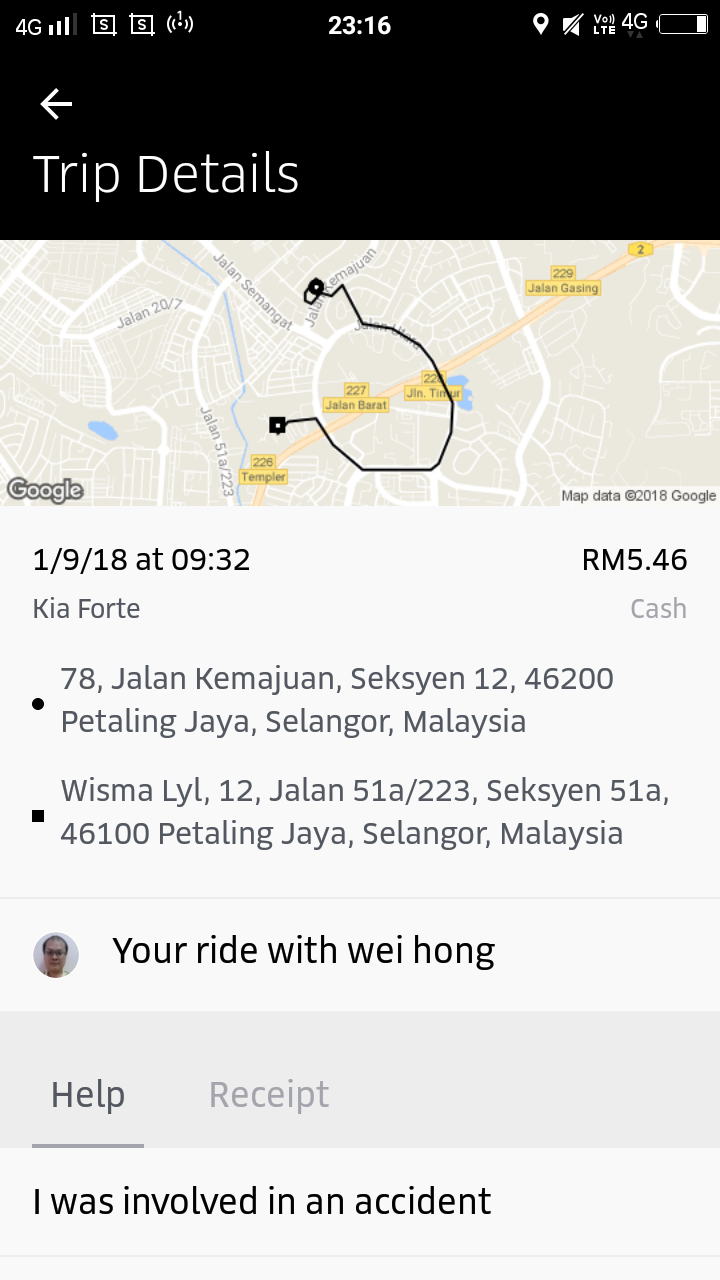 4G S S 23:16 Vo)) LTE 4G
Trip Details
2
229
Jalan Gasing
Jalan Semangat
Jalan Kemajuan
Jalan 20/7
Jalan Utara
228
Jln. Timur
227
Jalan Barat
Jalan 51a/223
226
Templer
Google
Map data ©2018 Google
1/9/18 at 09:32 RM5.46
Kia Forte Cash
78, Jalan Kemajuan, Seksyen 12, 46200
Petaling Jaya, Selangor, Malaysia
Wisma Lyl, 12, Jalan 51a/223, Seksyen 51a,
46100 Petaling Jaya, Selangor, Malaysia
Your ride with wei hong
Help Receipt
I was involved in an accident